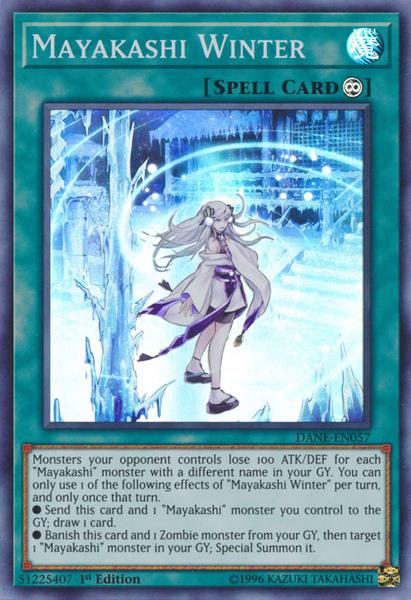 MAYAKASHI WINTER
[SPELL CARD]
DANE-EN057
Monsters your opponent controls lose 100 ATK/DEF for each
"Mayakashi" monster with a different name in your GY. You can
only use 1 of the following effects of "Mayakashi Winter" per turn,
and only once that turn.
● Send this card and 1 "Mayakashi" monster you control to
the GY; draw 1 card.
● Banish this card and 1 Zombie monster from your GY, then target
1 "Mayakashi" monster in your GY; Special Summon it.
51225407 1st Edition ©1996 KAZUKI TAKAHASHI